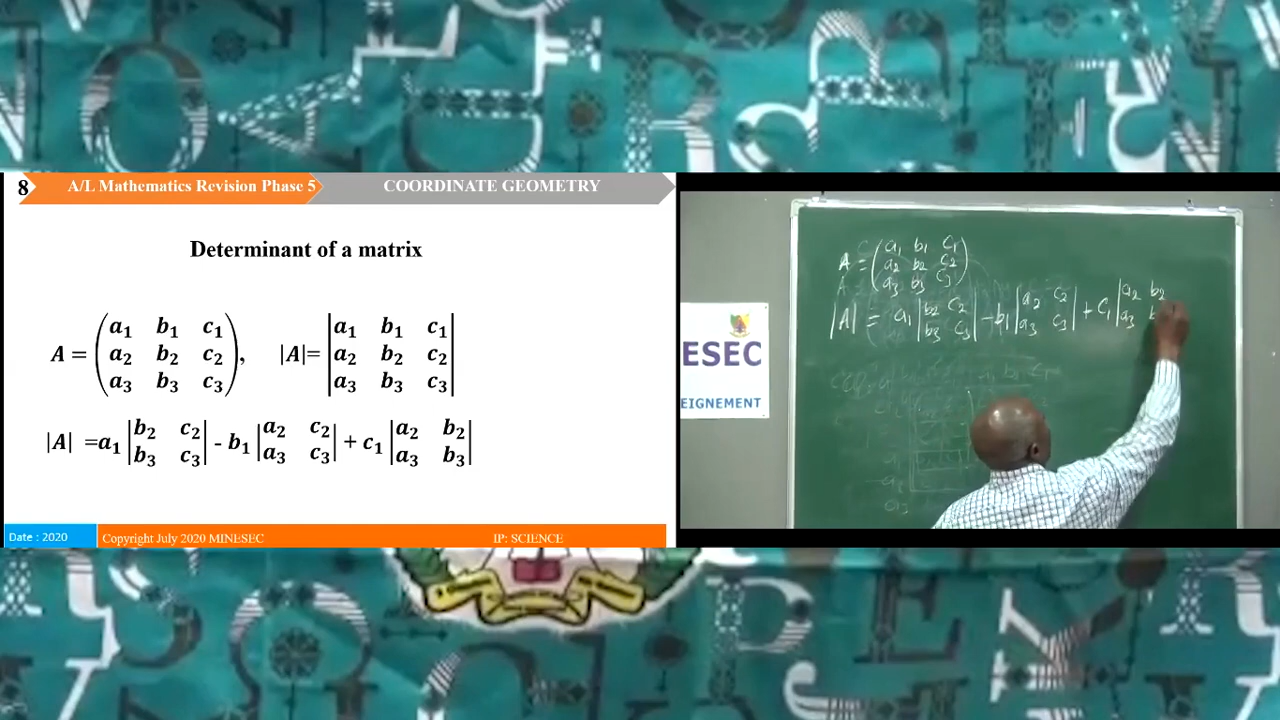 8 A/L Mathematics Revision Phase 5 COORDINATE GEOMETRY
Determinant of a matrix
A = (a₁ b₁ c₁
a₂ b₂ c₂
a₃ b₃ c₃), |A|= |a₁ b₁ c₁
a₂ b₂ c₂
a₃ b₃ c₃|
|A| =a₁ |b₂ c₂
b₃ c₃| - b₁ |a₂ c₂
a₃ c₃| + c₁ |a₂ b₂
a₃ b₃|
Date : 2020 Copyright July 2020 MINESEC IP: SCIENCE
ESEC
EIGNEMENT
A = (a₁ b₁ c₁
a₂ b₂ c₂
a₃ b₃ c₃)
|A| = a₁ |b₂ c₂
b₃ c₃| - b₁ |a₂ c₂
a₃ c₃| + c₁ |a₂ b₂
a₃ b